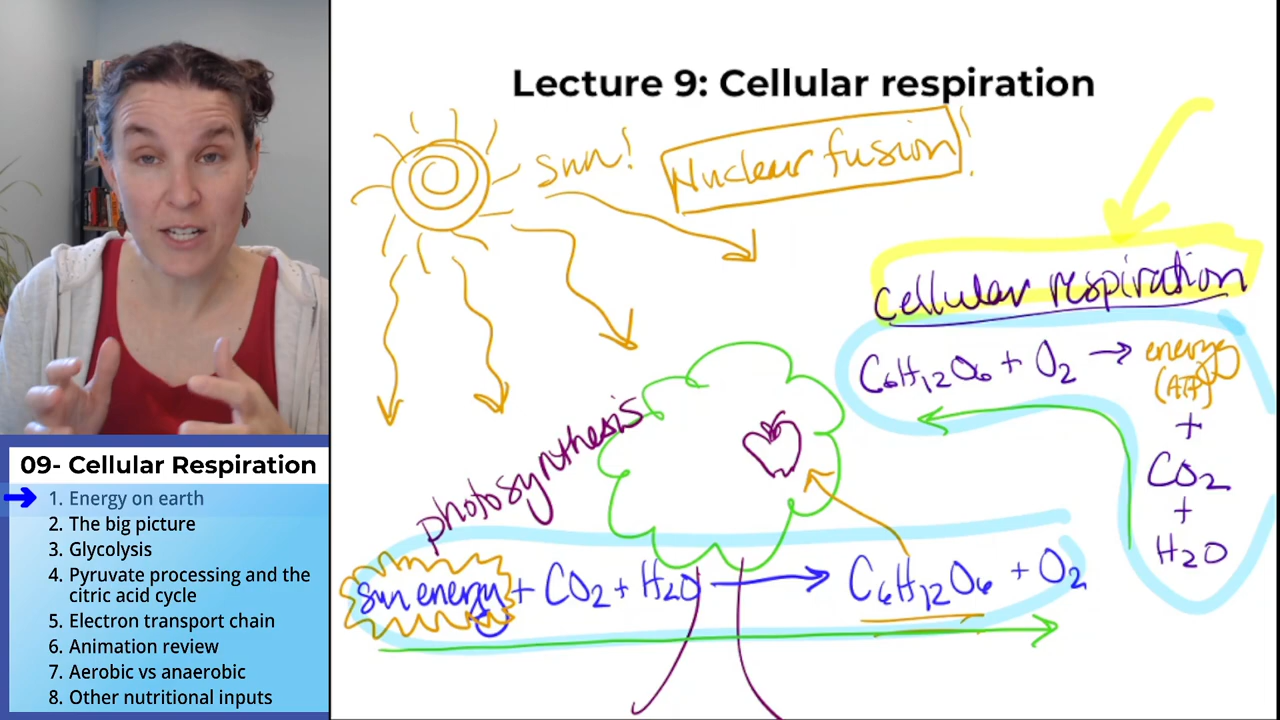 Lecture 9: Cellular respiration
sun!
Nuclear fusion!
cellular respiration
C6H12O6 + O2 → energy
(ATP)
+
CO2
+
H2O
photosynthesis
sun energy + CO2 + H2O → C6H12O6 + O2
09- Cellular Respiration
1. Energy on earth
2. The big picture
3. Glycolysis
4. Pyruvate processing and the
citric acid cycle
5. Electron transport chain
6. Animation review
7. Aerobic vs anaerobic
8. Other nutritional inputs